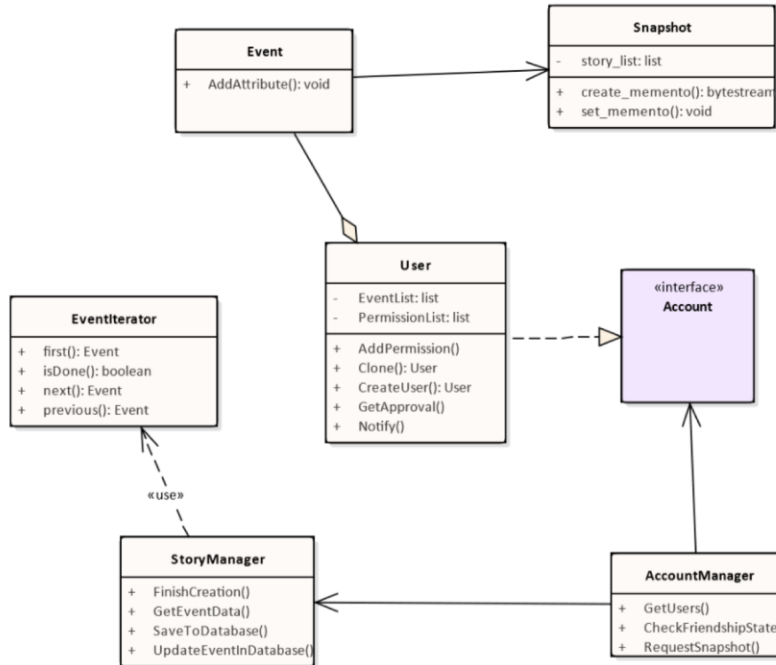 Event
+ AddAttribute(): void
Snapshot
- story_list: list
+ create_memento(): bytestream
+ set_memento(): void
User
- EventList: list
- PermissionList: list
+ AddPermission()
+ Clone(): User
+ CreateUser(): User
+ GetApproval()
+ Notify()
«interface»
Account
EventIterator
+ first(): Event
+ isDone(): boolean
+ next(): Event
+ previous(): Event
«use»
StoryManager
+ FinishCreation()
+ GetEventData()
+ SaveToDatabase()
+ UpdateEventInDatabase()
AccountManager
+ GetUsers()
+ CheckFriendshipState
+ RequestSnapshot()